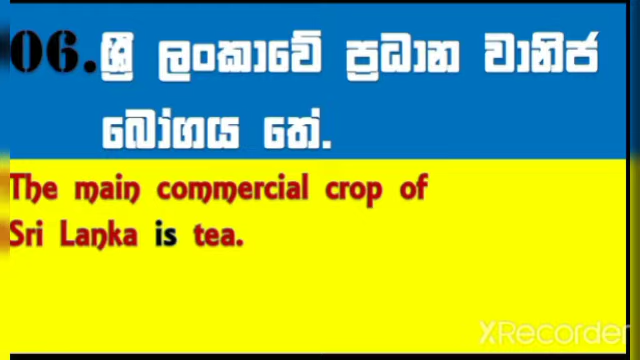 06.ශ්‍රී ලංකාවේ ප්‍රධාන වානිජ
බෝගය තේ.
The main commercial crop of
Sri Lanka is tea.
XRecorder